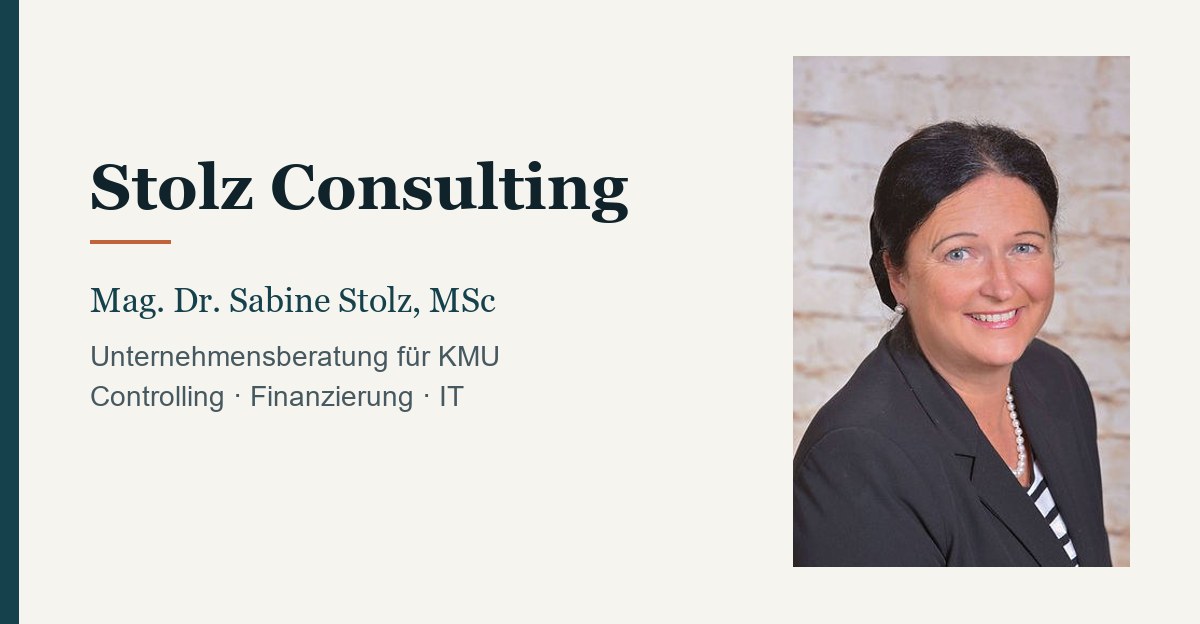 Stolz Consulting
Mag. Dr. Sabine Stolz, MSc
Unternehmensberatung für KMU
Controlling · Finanzierung · IT